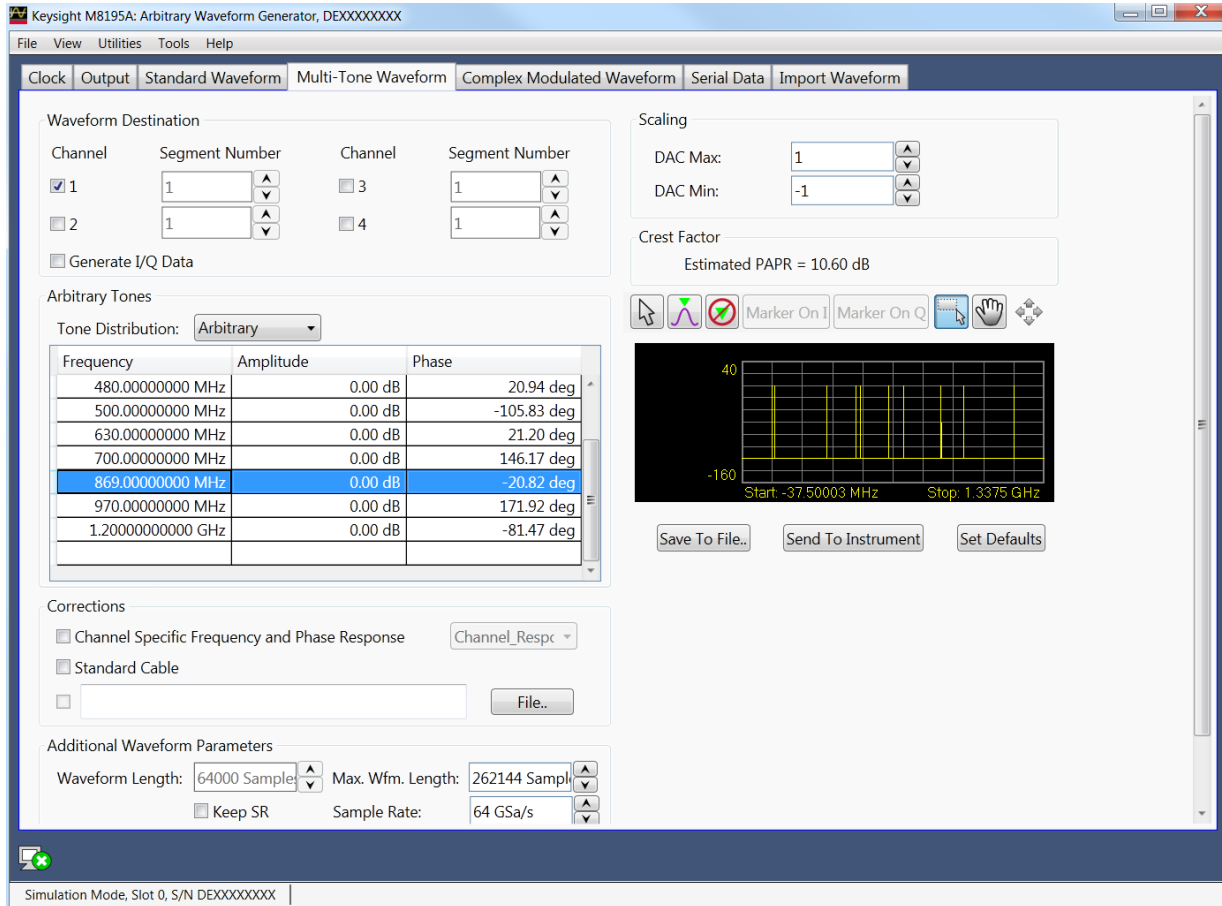 Keysight M8195A: Arbitrary Waveform Generator, DEXXXXXXXX
File View Utilities Tools Help
Clock Output Standard Waveform Multi-Tone Waveform Complex Modulated Waveform Serial Data Import Waveform
Waveform Destination
Channel Segment Number Channel Segment Number
1 1 3 1
2 1 4 1
Generate I/Q Data
Arbitrary Tones
Tone Distribution: Arbitrary
Frequency Amplitude Phase
480.00000000 MHz 0.00 dB 20.94 deg
500.00000000 MHz 0.00 dB -105.83 deg
630.00000000 MHz 0.00 dB 21.20 deg
700.00000000 MHz 0.00 dB 146.17 deg
869.00000000 MHz 0.00 dB -20.82 deg
970.00000000 MHz 0.00 dB 171.92 deg
1.20000000000 GHz 0.00 dB -81.47 deg
Corrections
Channel Specific Frequency and Phase Response Channel_Respc
Standard Cable
File..
Additional Waveform Parameters
Waveform Length: 64000 Samples Max. Wfm. Length: 262144 Sampl
Keep SR Sample Rate: 64 GSa/s
Scaling
DAC Max: 1
DAC Min: -1
Crest Factor
Estimated PAPR = 10.60 dB
Marker On I Marker On Q
40
-160
Start: -37.50003 MHz Stop: 1.3375 GHz
Save To File.. Send To Instrument Set Defaults
Simulation Mode, Slot 0, S/N DEXXXXXXXX